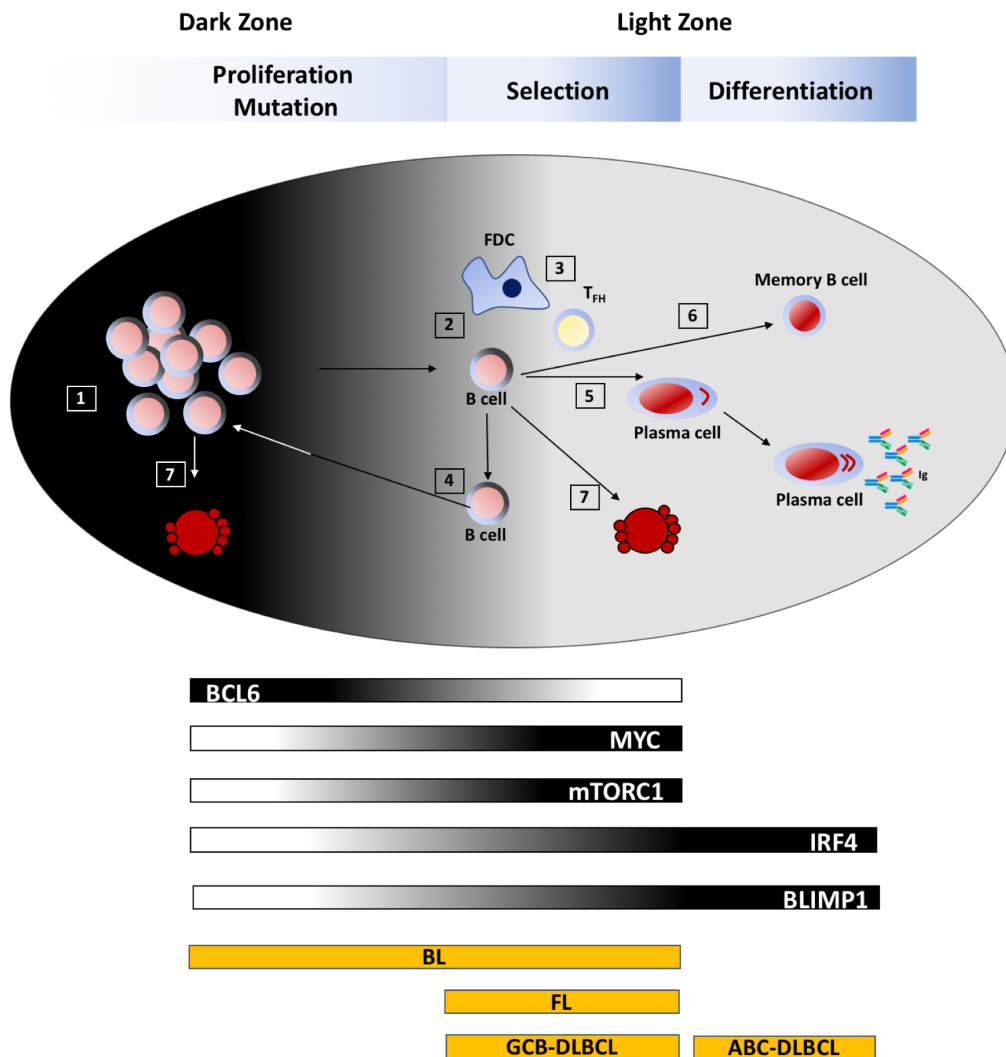 Dark Zone
Light Zone
Proliferation
Mutation
Selection
Differentiation
FDC
3
TFH
2
Memory B cell
6
1
B cell
5
Plasma cell
7
4
B cell
7
Plasma cell
Ig
BCL6
MYC
mTORC1
IRF4
BLIMP1
BL
FL
GCB-DLBCL
ABC-DLBCL